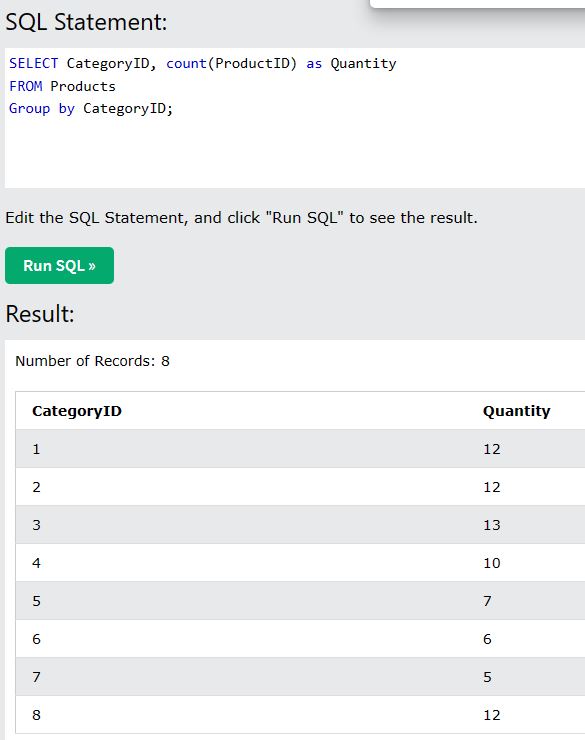 SQL Statement:
SELECT CategoryID, count(ProductID) as Quantity
FROM Products
Group by CategoryID;
Edit the SQL Statement, and click "Run SQL" to see the result.
Run SQL »
Result:
Number of Records: 8
CategoryID Quantity
1 12
2 12
3 13
4 10
5 7
6 6
7 5
8 12